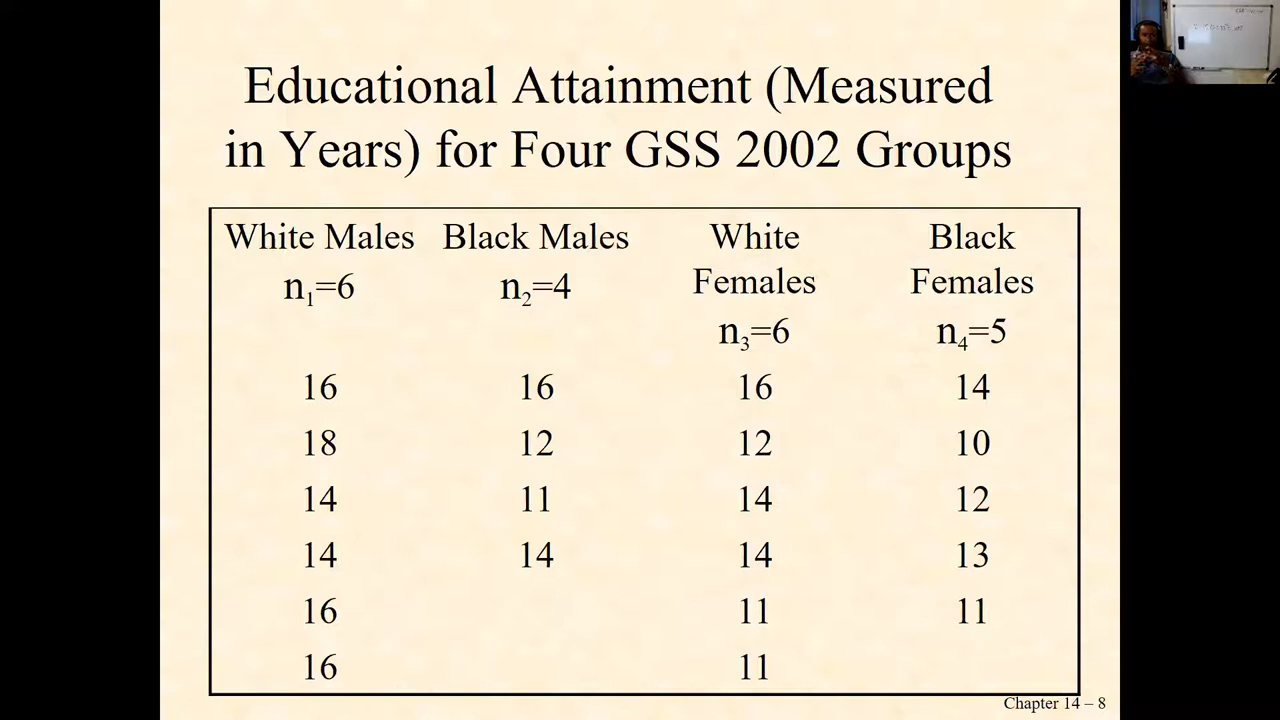 Educational Attainment (Measured
in Years) for Four GSS 2002 Groups
White Males Black Males White Black
Females Females
n1=6 n2=4
n3=6 n4=5
16 16 16 14
18 12 12 10
14 11 14 12
14 14 14 13
16 11 11
16 11
Chapter 14 – 8